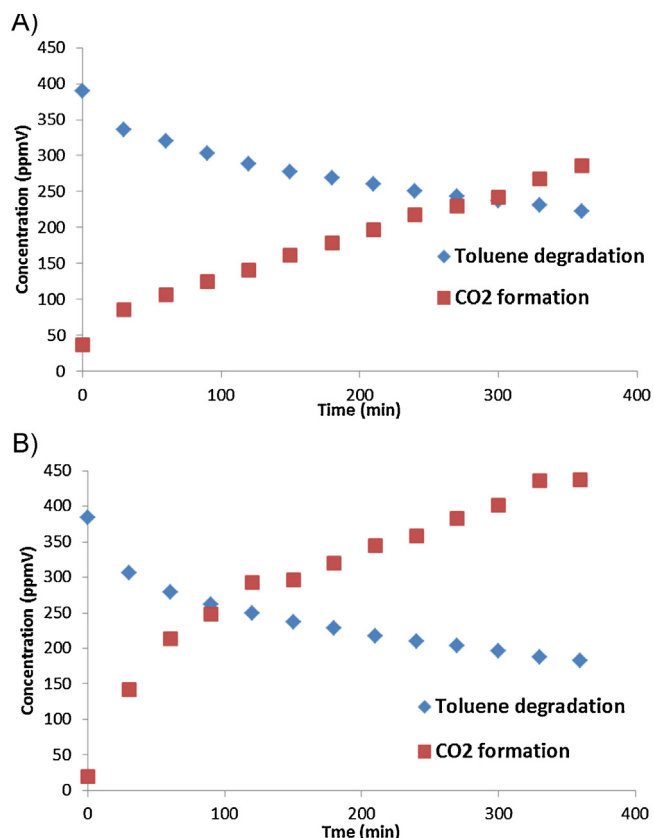 A)
450
400
350
300
250
200
150
100
50
0
Concentration (ppmV)
Toluene degradation
CO2 formation
0 100 200 300 400
Time (min)
B)
450
400
350
300
250
200
150
100
50
0
Concentration (ppmV)
Toluene degradation
CO2 formation
0 100 200 300 400
Tme (min)